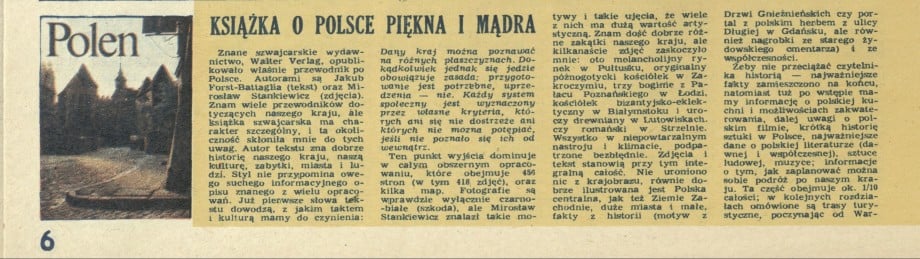 Polen
KSIĄŻKA O POLSCE PIĘKNA I MĄDRA
Znane szwajcarskie wydaw-
nictwo, Walter Verlag, opubli-
kowało właśnie przewodnik po
Polsce. Autorami są Jakub
Forst-Battaglia (tekst) oraz Mi-
rosław Stankiewicz (zdjęcia).
Znam wiele przewodników do-
tyczących naszego kraju, ale
książka szwajcarska ma cha-
rakter szczególny, i ta okoli-
czność skłoniła mnie do tych
uwag. Autor tekstu zna dobrze
historię naszego kraju, naszą
kulturę, zabytki, miasta i lu-
dzi. Styl nie przypomina owe-
go suchego informacyjnego o-
pisu znanego z wielu opraco-
wań. Już pierwsze słowa tek-
stu dowodzą, z jakim taktem
i kulturą mamy do czynienia:
Dany kraj można poznawać
na różnych płaszczyznach. Do-
kądkolwiek jednak się jedzie
obowiązuje zasada: przygoto-
wanie jest potrzebne, uprze-
dzenia — nie. Każdy system
społeczny jest wyznaczony
przez własne kryteria, któ-
rych ani się nie dostrzeże ani
których nie można potępiać,
jeśli nie poznało się ich od
wewnątrz.
Ten punkt wyjścia dominuje
w całym obszernym opraco-
waniu, które obejmuje 456
stron (w tym 418 zdjęć), oraz
kilka map. Fotografie są
wprawdzie wyłącznie czarno-
-białe (szkoda), ale Mirosław
Stankiewicz znalazł takie mo-
tywy i takie ujęcia, że wiele
z nich ma dużą wartość arty-
styczną. Znam dość dobrze róż-
ne zakątki naszego kraju, ale
kilkanaście zdjęć zaskoczyło
mnie: oto melancholijny ry-
nek w Pułtusku, oryginalny
późnogotycki kościółek w Za-
kroczymiu, trzy boginie z Pa-
łacu Poznańskiego w Łodzi,
kościółek bizantyjsko-eklek-
tyczny w Białymstoku i uro-
czy drewniany w Lutowiskach,
czy romański w Strzelnie.
Wszystko w niepowtarzalnym
nastroju i klimacie, podpa-
trzone bezbłędnie. Zdjęcia i
tekst stanowią przy tym inte-
gralną całość. Nie uroniono
nic z krajobrazu, równie do-
brze ilustrowana jest Polska
centralna, jak też Ziemie Za-
chodnie, duże miasta i małe,
fakty z historii (motyw z
Drzwi Gnieźnieńskich czy por-
tal z polskim herbem z ulicy
Długiej w Gdańsku, ale rów-
nież nagrobki ze starego ży-
dowskiego cmentarza) i ze
współczesności.
Żeby nie przeciążać czytelni-
ka historią — najważniejsze
fakty zamieszczono na końcu,
natomiast tuż po wstępie ma-
my informację o polskiej ku-
chni i możliwościach zakwate-
rowania, dalej uwagi o pol-
skim filmie, krótką historię
sztuki w Polsce, najważniejsze
dane o polskiej literaturze (da-
wnej i współczesnej), sztuce
ludowej, muzyce; informacje
o tym, jak zaplanować można
sobie podróż po naszym kra-
ju. Ta część obejmuje ok. 1/10
całości; w kolejnych rozdzia-
łach omówione są trasy tury-
styczne, poczynając od War-
6